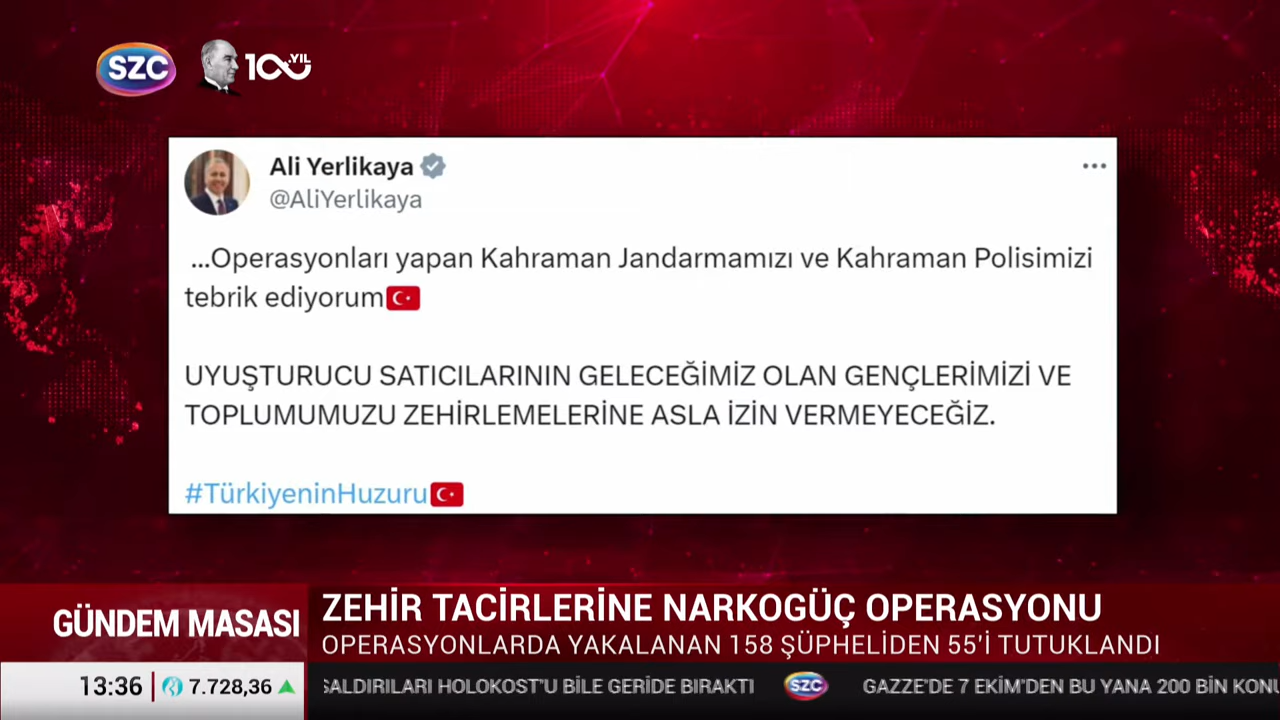 SZC
100.YIL
Ali Yerlikaya
@AliYerlikaya
...Operasyonları yapan Kahraman Jandarmamızı ve Kahraman Polisimizi
tebrik ediyorum
UYUŞTURUCU SATICILARININ GELECEĞİMİZ OLAN GENÇLERİMİZİ VE
TOPLUMUMUZU ZEHİRLEMELERİNE ASLA İZİN VERMEYECEĞİZ.
#TürkiyeninHuzuru
GÜNDEM MASASI
ZEHİR TACİRLERİNE NARKOGÜÇ OPERASYONU
OPERASYONLARDA YAKALANAN 158 ŞÜPHELİDEN 55'İ TUTUKLANDI
13:36 7.728,36
SALDIRILARI HOLOKOST'U BİLE GERİDE BIRAKTI SZC GAZZE'DE 7 EKİM'DEN BU YANA 200 BİN